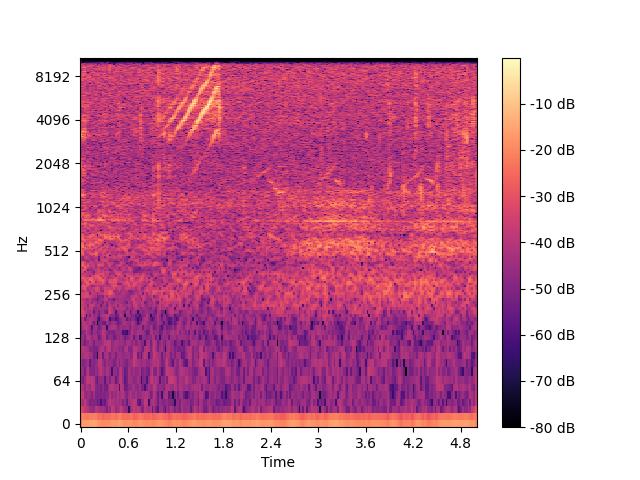 8192
4096
2048
1024
512
256
128
64
0
Hz
0 0.6 1.2 1.8 2.4 3 3.6 4.2 4.8
Time
-10 dB
-20 dB
-30 dB
-40 dB
-50 dB
-60 dB
-70 dB
-80 dB